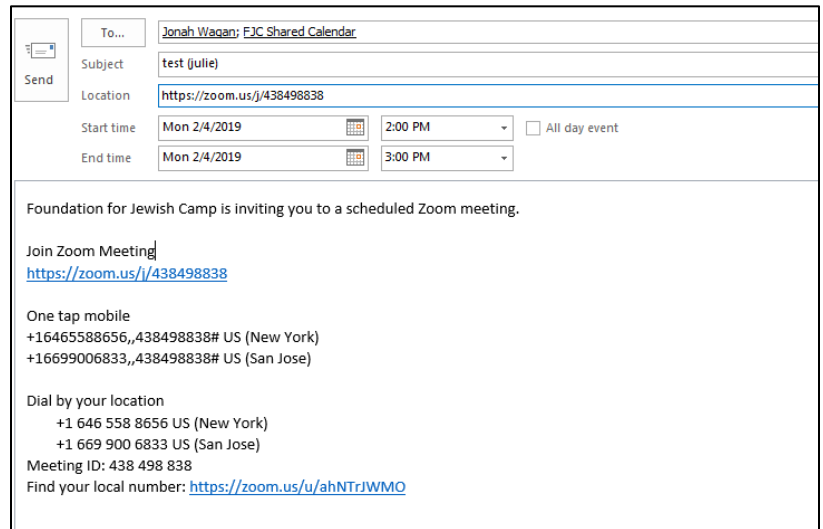 To...
Jonah Wagan; FJC Shared Calendar
Send
Subject
test (julie)
Location
https://zoom.us/j/438498838
Start time
Mon 2/4/2019
2:00 PM
All day event
End time
Mon 2/4/2019
3:00 PM
Foundation for Jewish Camp is inviting you to a scheduled Zoom meeting.
Join Zoom Meeting
https://zoom.us/j/438498838
One tap mobile
+16465588656,,438498838# US (New York)
+16699006833,,438498838# US (San Jose)
Dial by your location
+1 646 558 8656 US (New York)
+1 669 900 6833 US (San Jose)
Meeting ID: 438 498 838
Find your local number: https://zoom.us/u/ahNTrJWMO